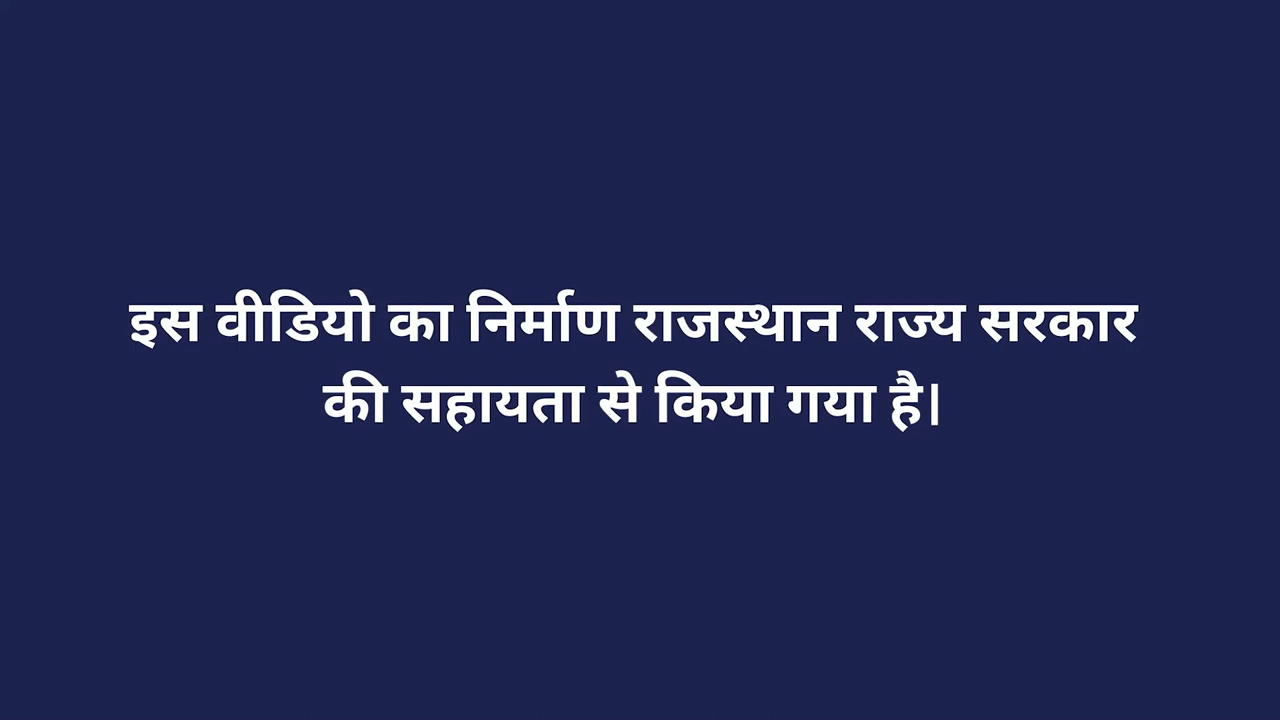 इस वीडियो का निर्माण राजस्थान राज्य सरकार
की सहायता से किया गया है।